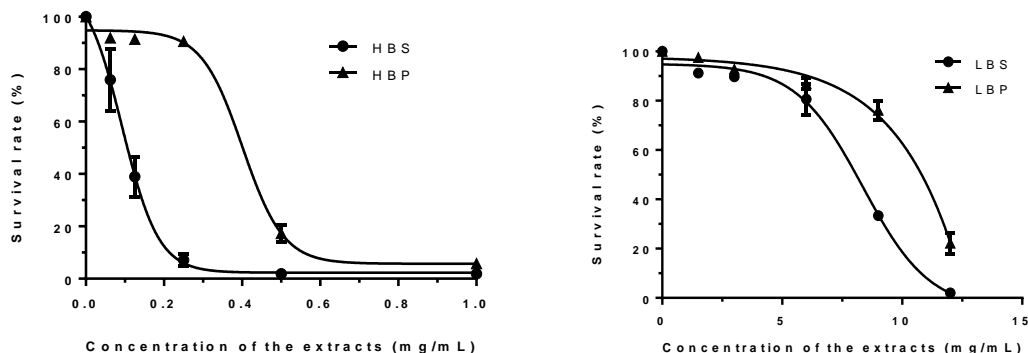 Survival rate (%)
100
80
60
40
20
0
0.0 0.2 0.4 0.6 0.8 1.0
HBS
HBP
Concentration of the extracts (mg/mL)
Survival rate (%)
100
80
60
40
20
0
0 5 10 15
LBS
LBP
Concentration of the extracts (mg/mL)